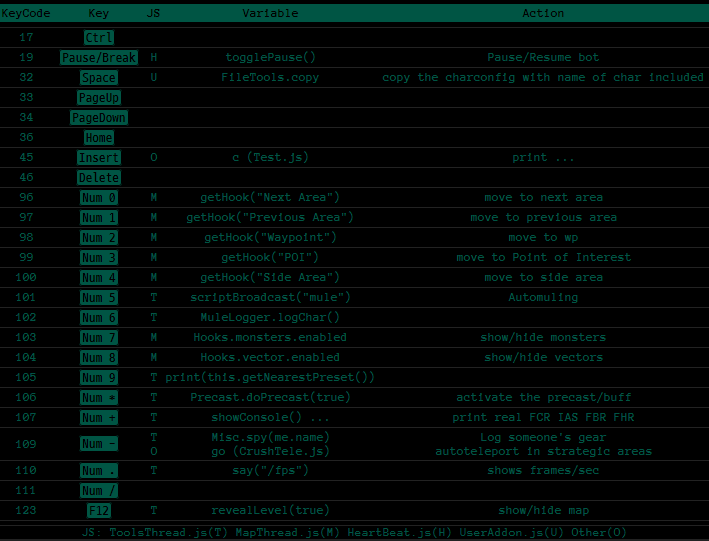 KeyCode Key JS Variable Action
17 Ctrl
19 Pause/Break H togglePause() Pause/Resume bot
32 Space U FileTools.copy copy the charconfig with name of char included
33 PageUp
34 PageDown
36 Home
45 Insert O c (Test.js) print ...
46 Delete
96 Num 0 M getHook("Next Area") move to next area
97 Num 1 M getHook("Previous Area") move to previous area
98 Num 2 M getHook("Waypoint") move to wp
99 Num 3 M getHook("POI") move to Point of Interest
100 Num 4 M getHook("Side Area") move to side area
101 Num 5 T scriptBroadcast("mule") Automuling
102 Num 6 T MuleLogger.logChar()
103 Num 7 M Hooks.monsters.enabled show/hide monsters
104 Num 8 M Hooks.vector.enabled show/hide vectors
105 Num 9 T print(this.getNearestPreset())
106 Num * T Precast.doPrecast(true) activate the precast/buff
107 Num + T showConsole() ... print real FCR IAS FBR FHR
109 Num - T Misc.spy(me.name) Log someone's gear
O go (CrushTele.js) autoteleport in strategic areas
110 Num . T say("/fps") shows frames/sec
111 Num /
123 F12 T revealLevel(true) show/hide map
JS: ToolsThread.js(T) MapThread.js(M) HeartBeat.js(H) UserAddon.js(U) Other(O)